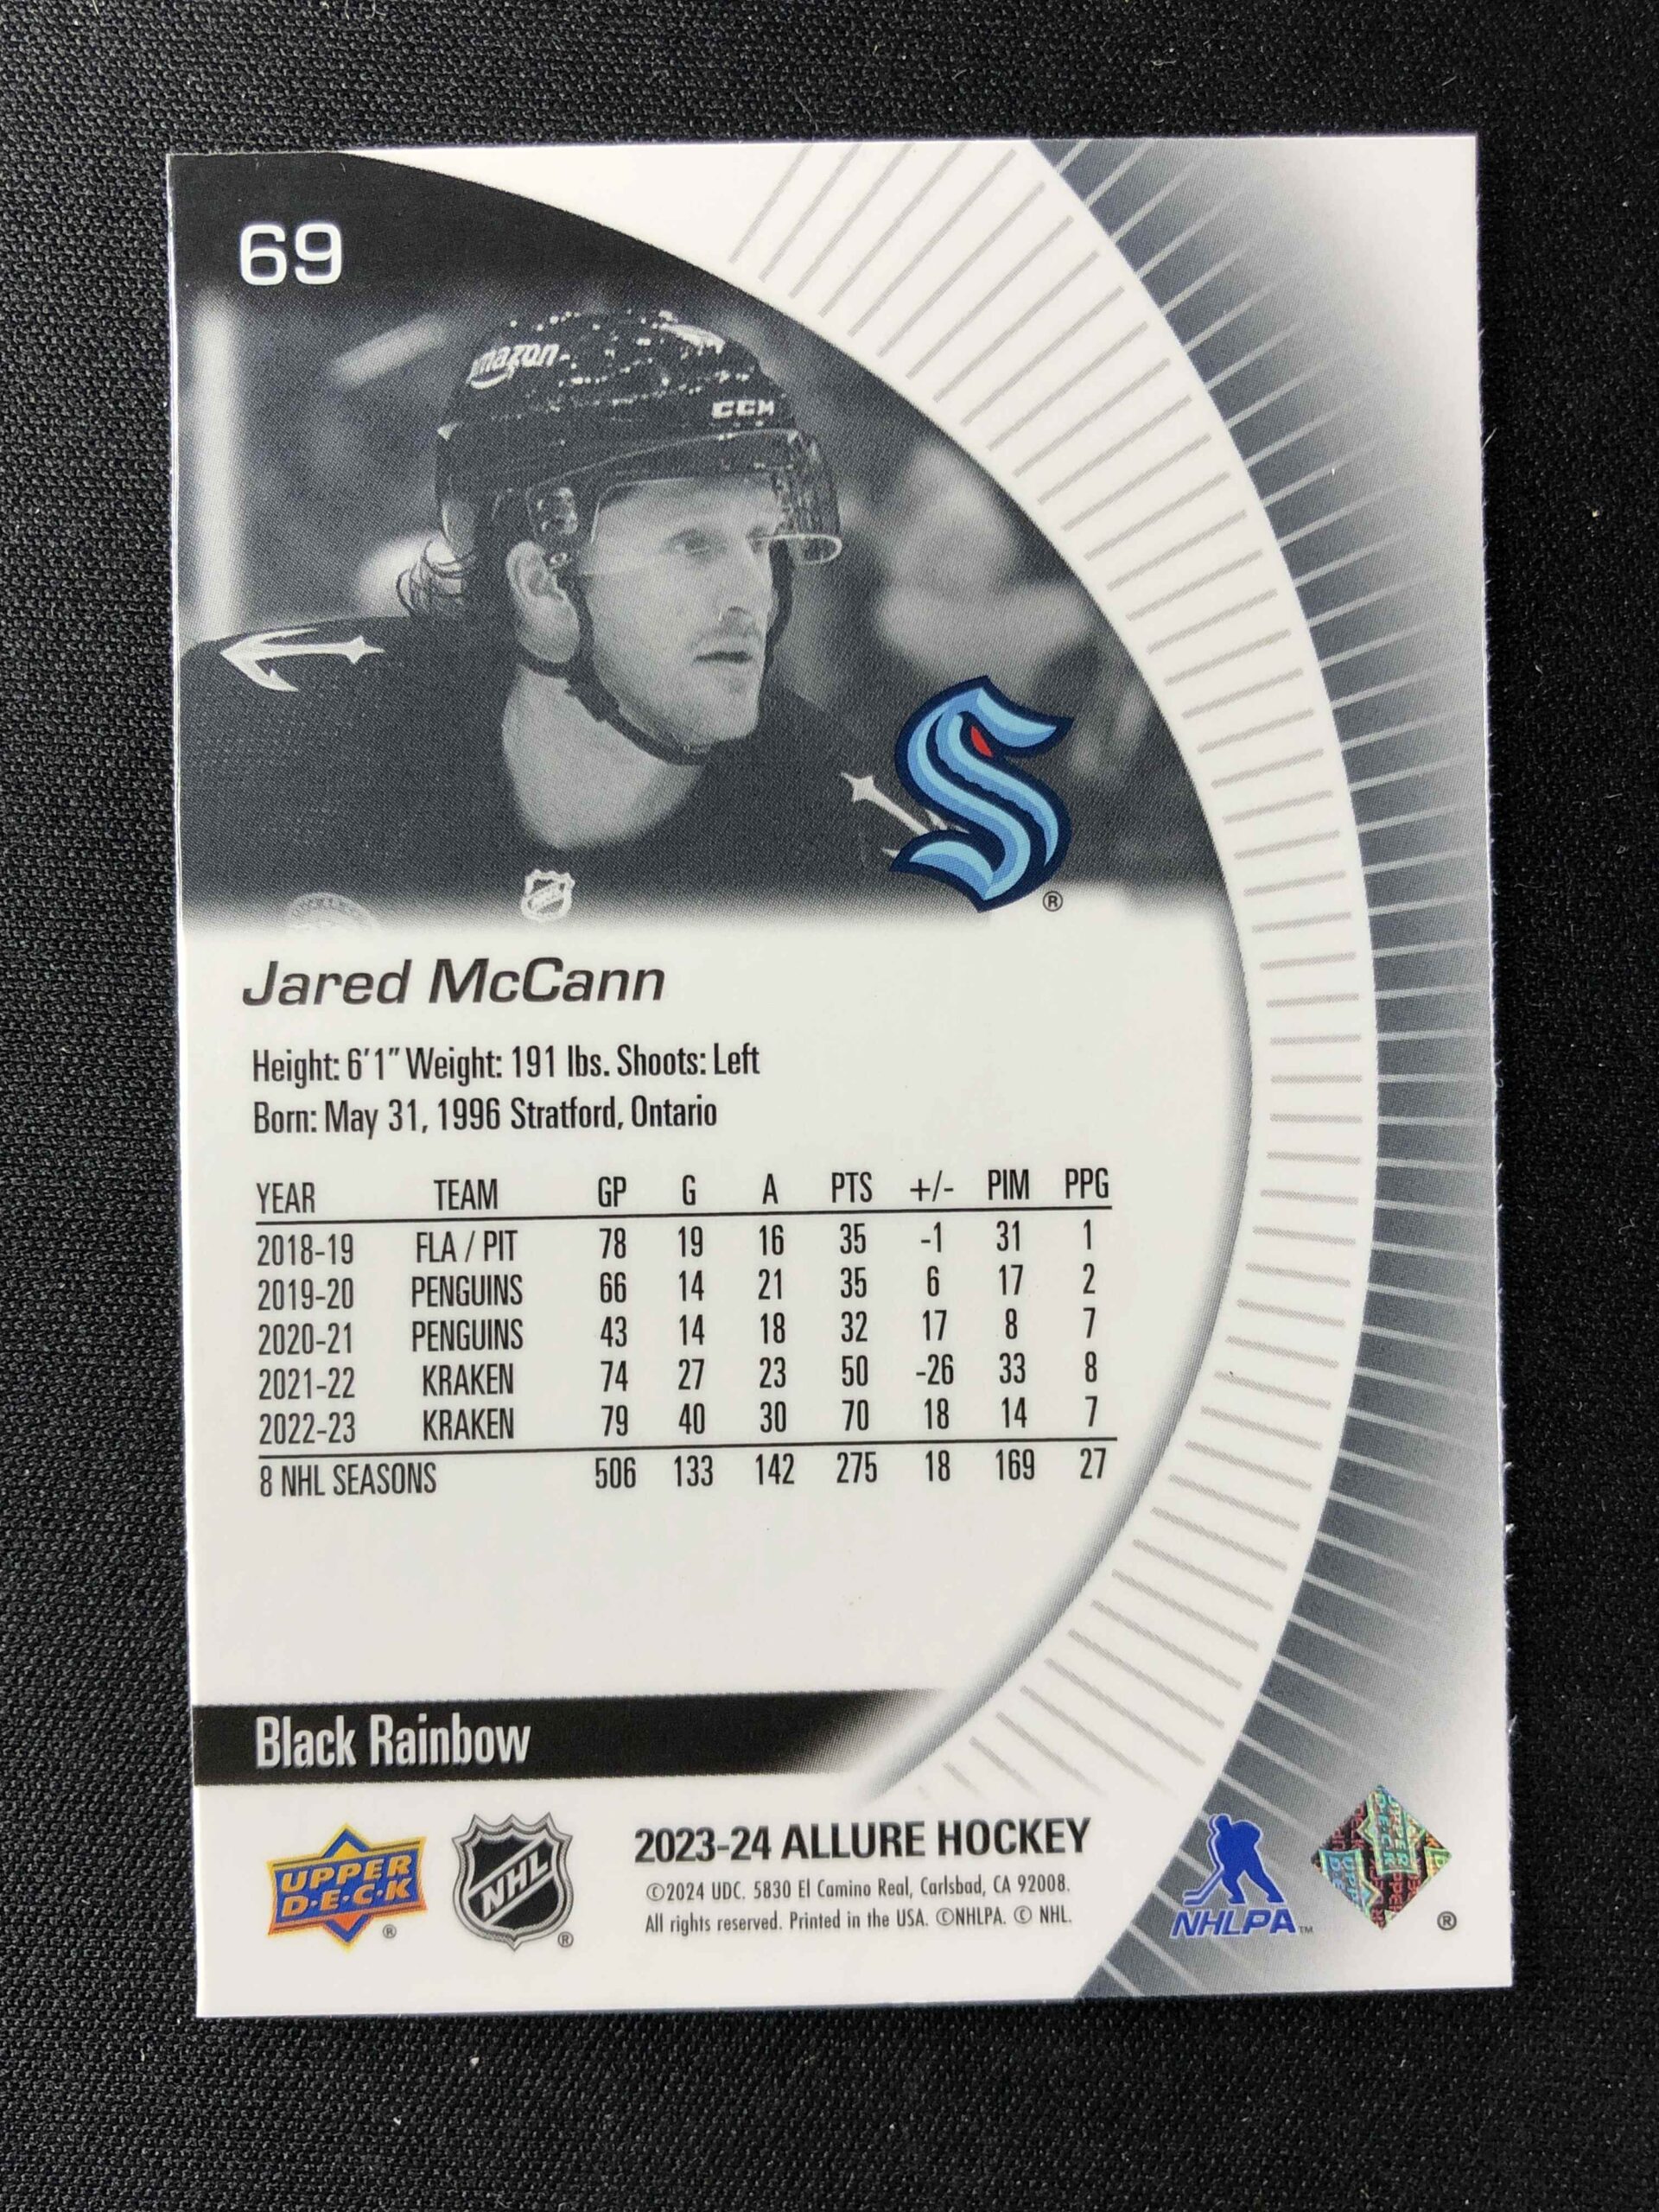 69
amazon
CCM
®
Jared McCann
Height: 6'1" Weight: 191 lbs. Shoots: Left
Born: May 31, 1996 Stratford, Ontario
YEAR TEAM GP G A PTS +/- PIM PPG
2018-19 FLA / PIT 78 19 16 35 -1 31 1
2019-20 PENGUINS 66 14 21 35 6 17 2
2020-21 PENGUINS 43 14 18 32 17 8 7
2021-22 KRAKEN 74 27 23 50 -26 33 8
2022-23 KRAKEN 79 40 30 70 18 14 7
8 NHL SEASONS 506 133 142 275 18 169 27
Black Rainbow
UPPER
D·E·C·K
®
NHL
®
2023-24 ALLURE HOCKEY
©2024 UDC. 5830 El Camino Real, Carlsbad, CA 92008.
All rights reserved. Printed in the USA. ©NHLPA. © NHL.
NHLPA™
®